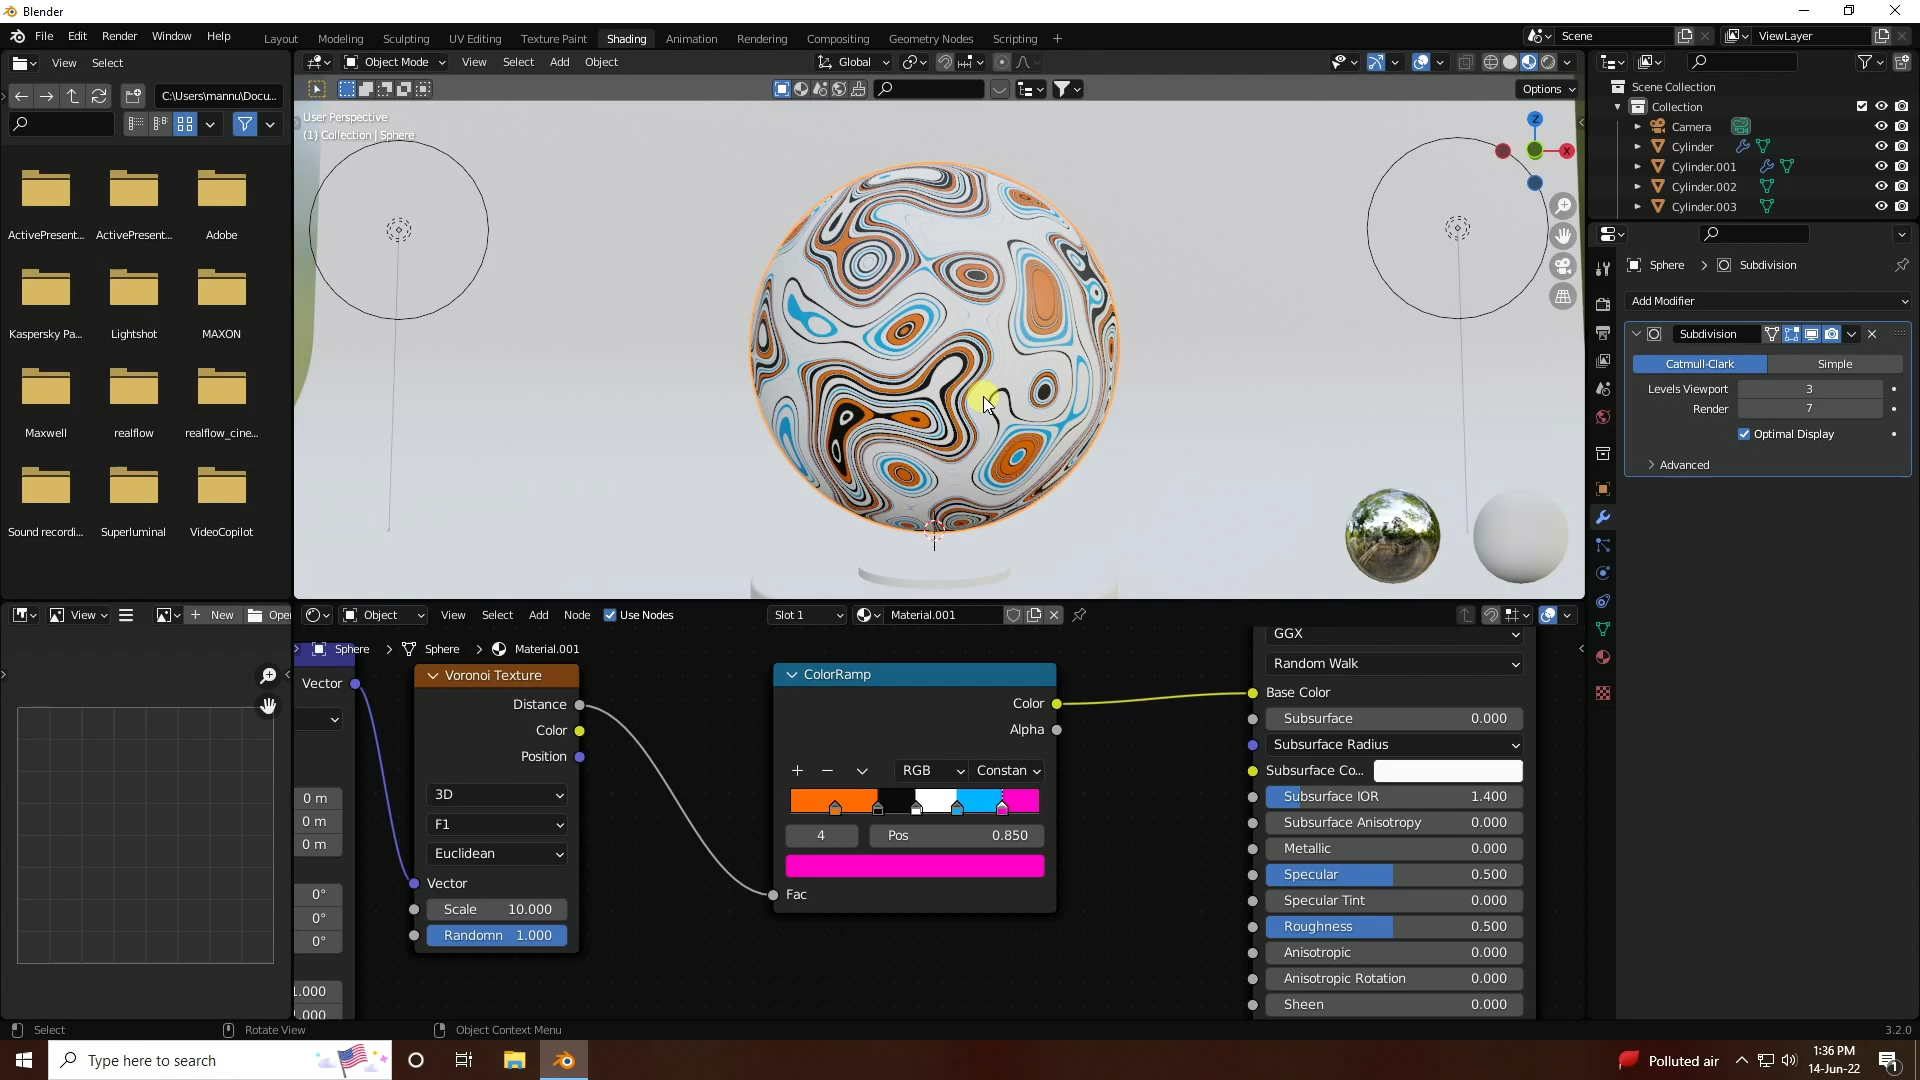 Blender
File Edit Render Window Help
Layout Modeling Sculpting UV Editing Texture Paint Shading Animation Rendering Compositing Geometry Nodes Scripting +
Scene
ViewLayer
View Select
Object Mode View Select Add Object
Global
C:\Users\mannu\Docu...
Options
User Perspective
(1) Collection | Sphere
Z
X
ActivePresent... ActivePresent... Adobe
Kaspersky Pa... Lightshot MAXON
Maxwell realflow realflow_cine...
Sound recordi... Superluminal VideoCopilot
Scene Collection
Collection
Camera
Cylinder
Cylinder.001
Cylinder.002
Cylinder.003
Sphere > Subdivision
Add Modifier
Subdivision
Catmull-Clark Simple
Levels Viewport 3
Render 7
Optimal Display
Advanced
View New Ope
Object View Select Add Node Use Nodes
Slot 1 Material.001
Sphere > Sphere > Material.001
Vector
0 m
0 m
0 m
0°
0°
0°
1.000
.000
Voronoi Texture
Distance
Color
Position
3D
F1
Euclidean
Vector
Scale 10.000
Randomn 1.000
ColorRamp
Color
Alpha
RGB Constan
4 Pos 0.850
Fac
GGX
Random Walk
Base Color
Subsurface 0.000
Subsurface Radius
Subsurface Co...
Subsurface IOR 1.400
Subsurface Anisotropy 0.000
Metallic 0.000
Specular 0.500
Specular Tint 0.000
Roughness 0.500
Anisotropic 0.000
Anisotropic Rotation 0.000
Sheen 0.000
Select Rotate View Object Context Menu 3.2.0
Type here to search
Polluted air
1:36 PM
14-Jun-22
1